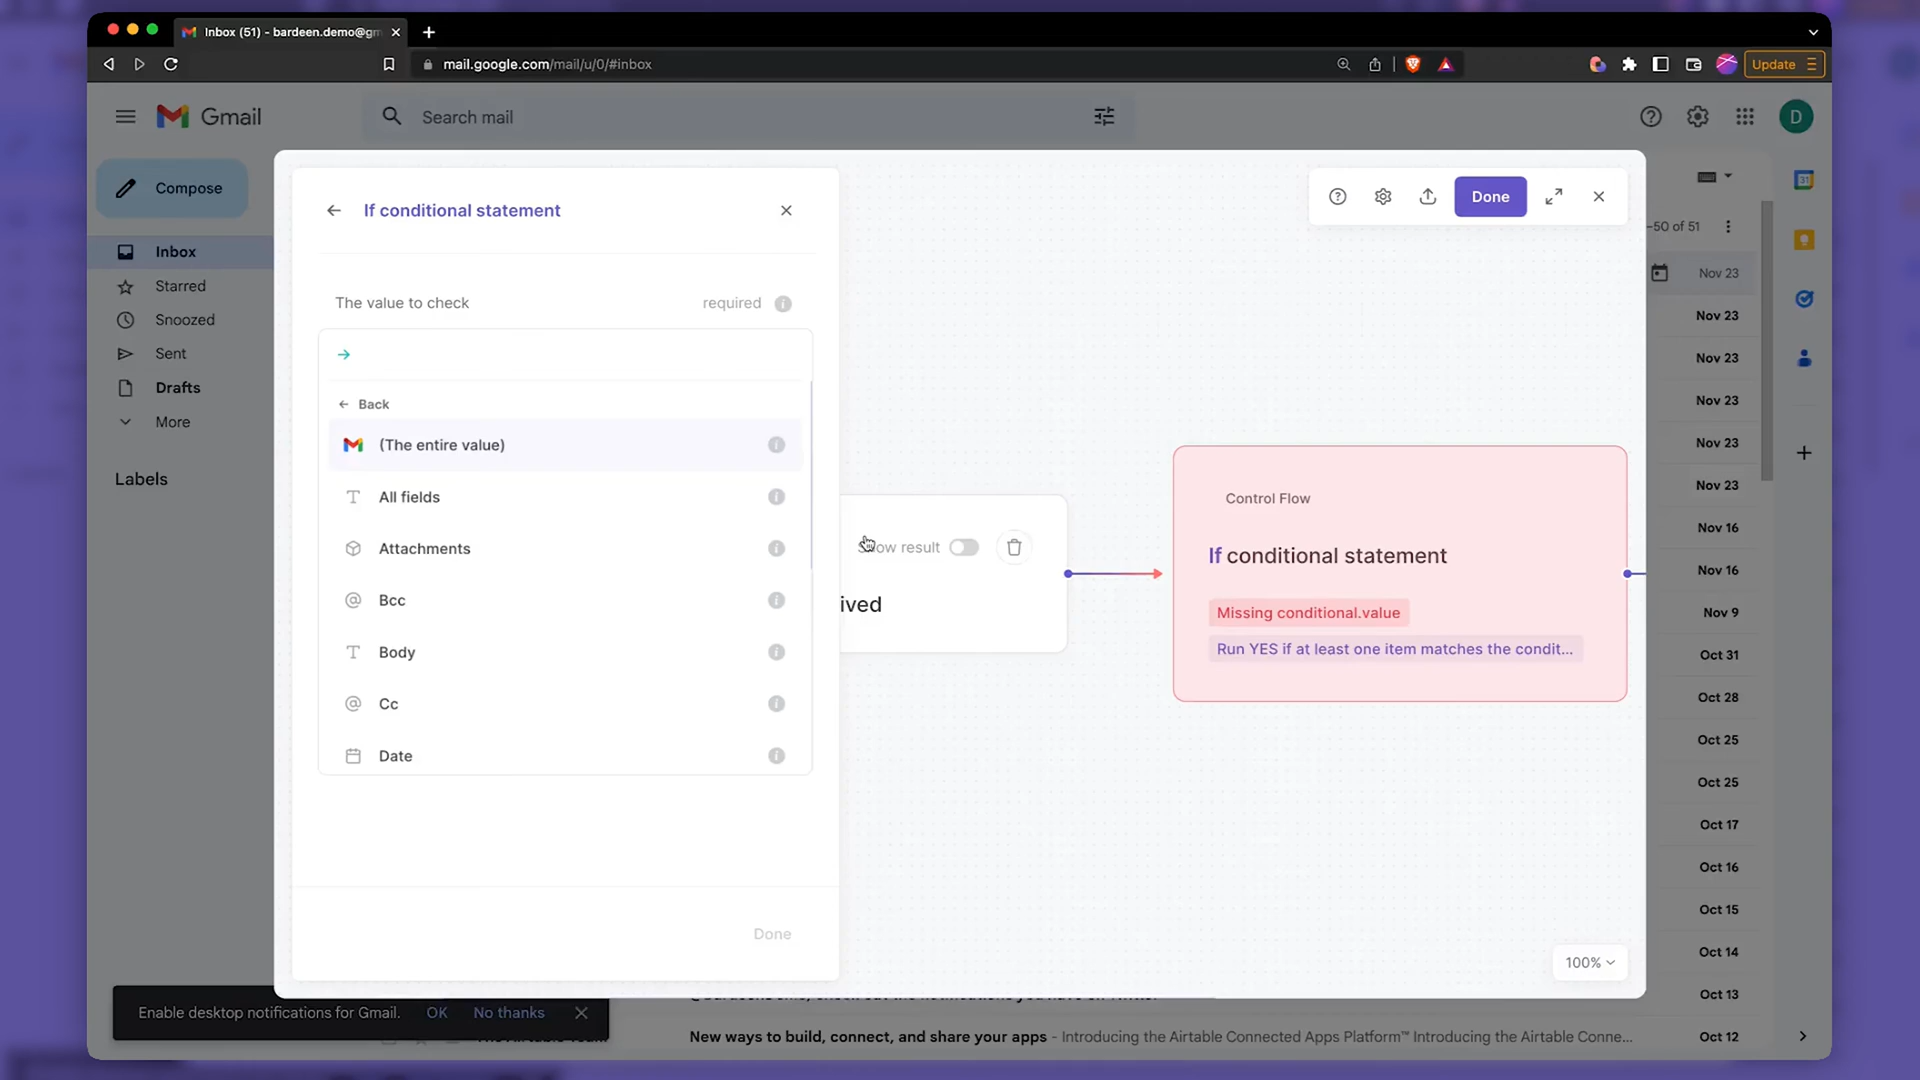 Inbox (51) - bardeen.demo@gm
mail.google.com/mail/u/0/#inbox
Update
Gmail
Search mail
D
Compose
Inbox
Starred
Snoozed
Sent
Drafts
More
Labels
If conditional statement
The value to check
required
Back
(The entire value)
All fields
Attachments
Bcc
Body
Cc
Date
Done
Show result
ived
Control Flow
If conditional statement
Missing conditional.value
Run YES if at least one item matches the condit...
Done
100%
-50 of 51
31
Nov 23
Nov 23
Nov 23
Nov 23
Nov 23
Nov 23
Nov 16
Nov 16
Nov 9
Oct 31
Oct 28
Oct 25
Oct 25
Oct 17
Oct 16
Oct 15
Oct 14
Oct 13
Enable desktop notifications for Gmail. OK No thanks
New ways to build, connect, and share your apps - Introducing the Airtable Connected Apps Platform™ Introducing the Airtable Conne...
Oct 12